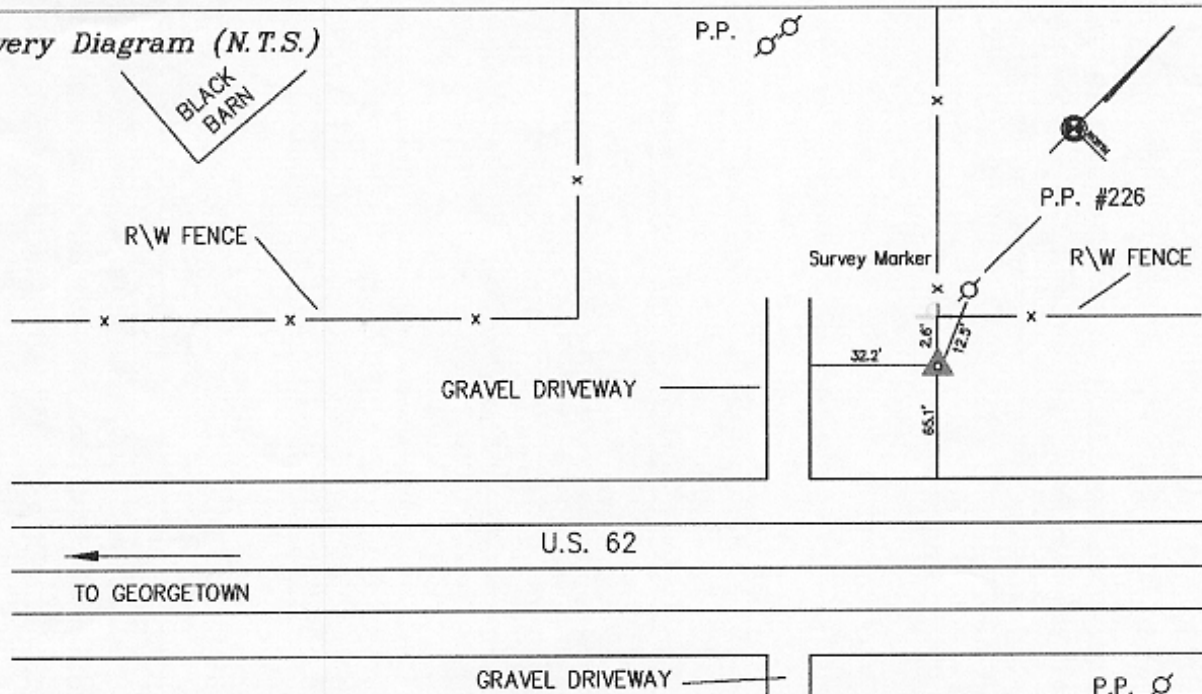 very Diagram (N.T.S.)
P.P.
BLACK
BARN
P.P. #226
R\W FENCE
Survey Marker
R\W FENCE
2.6'
12.5'
32.2'
GRAVEL DRIVEWAY
65.1'
U.S. 62
TO GEORGETOWN
GRAVEL DRIVEWAY
P.P.